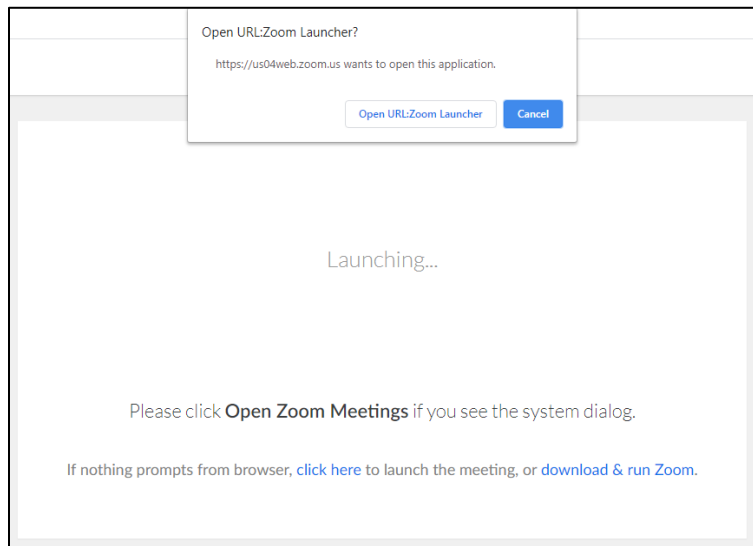 Open URL:Zoom Launcher?
https://us04web.zoom.us wants to open this application.
Open URL:Zoom Launcher Cancel
Launching...
Please click Open Zoom Meetings if you see the system dialog.
If nothing prompts from browser, click here to launch the meeting, or download & run Zoom.